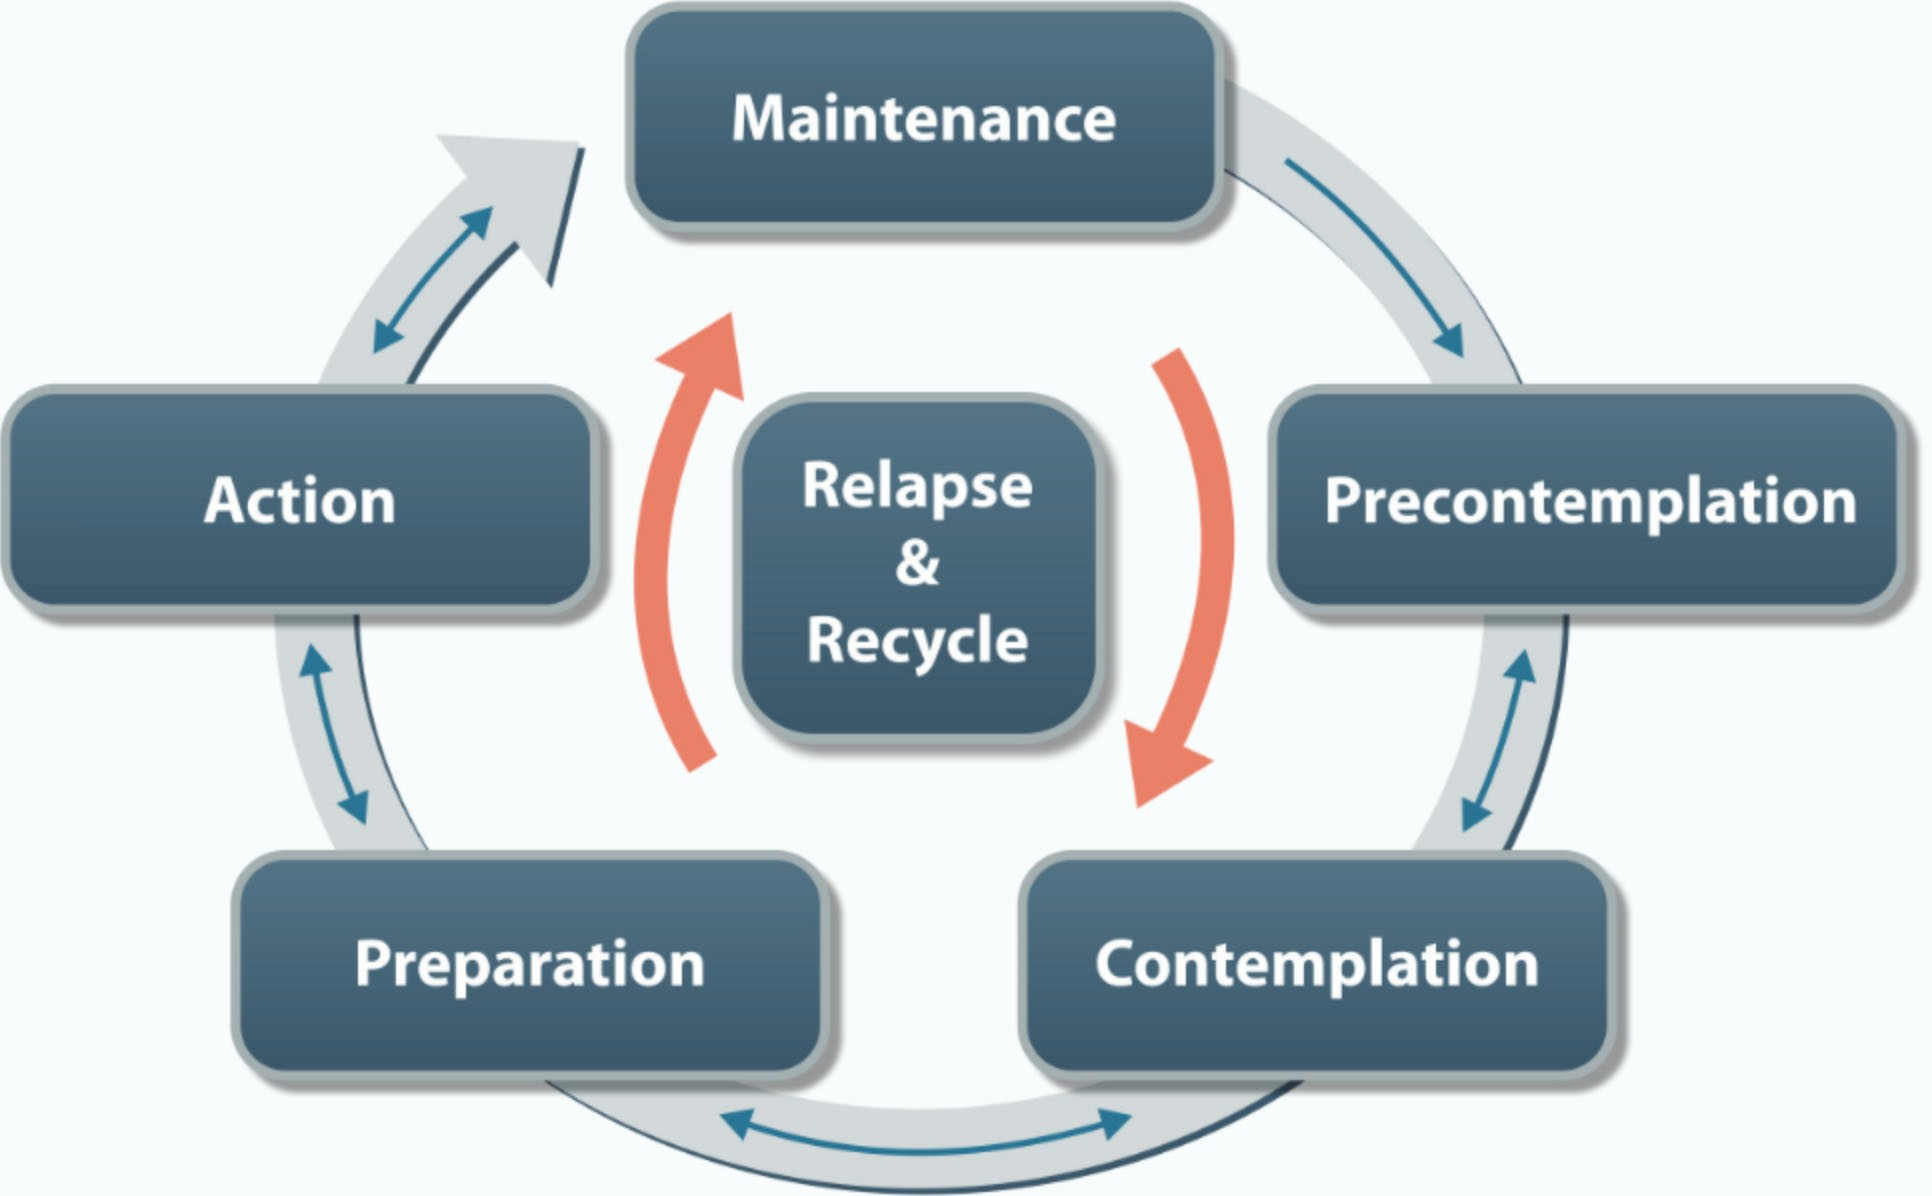 Maintenance
Action
Relapse
&
Recycle
Precontemplation
Preparation
Contemplation